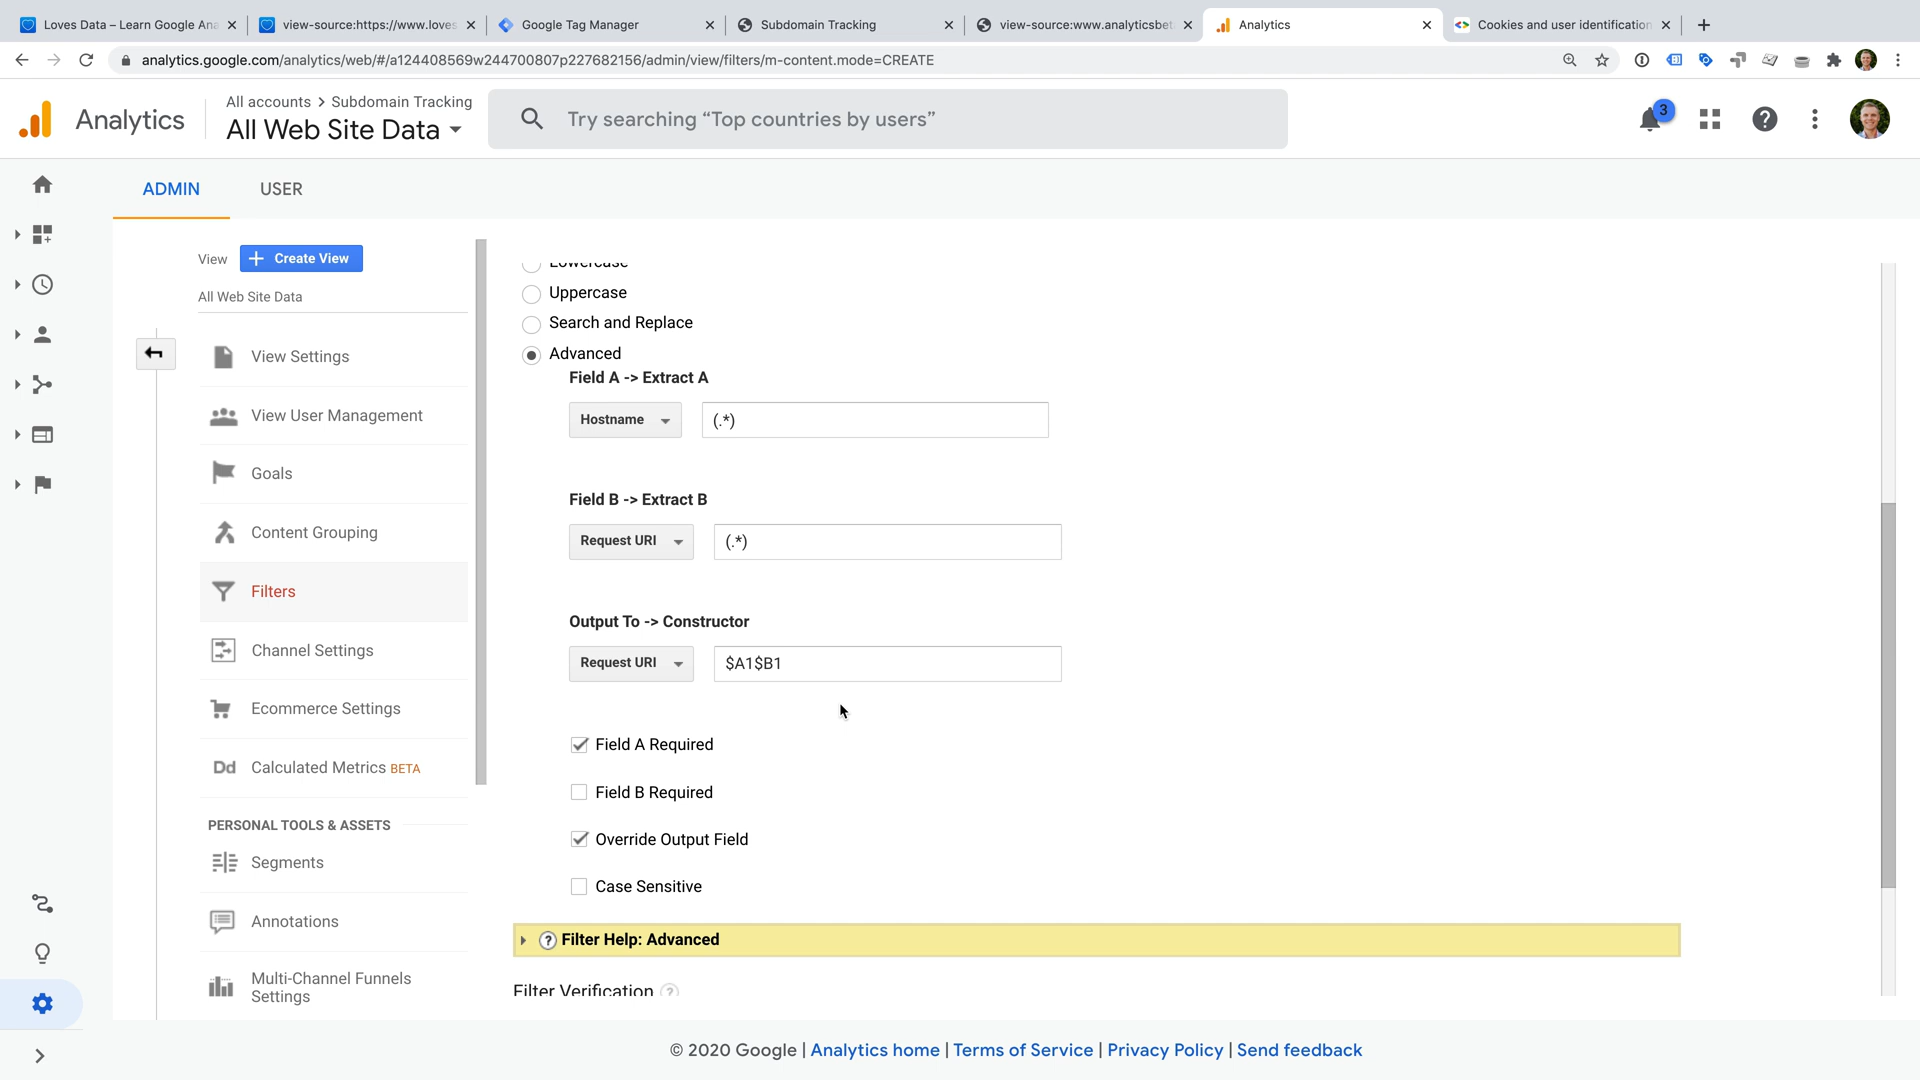 Loves Data – Learn Google Ana
view-source:https://www.loves
Google Tag Manager
Subdomain Tracking
view-source:www.analyticsbet
Analytics
Cookies and user identification
analytics.google.com/analytics/web/#/a124408569w244700807p227682156/admin/view/filters/m-content.mode=CREATE
Analytics
All accounts > Subdomain Tracking
All Web Site Data
Try searching “Top countries by users”
3
ADMIN
USER
View
+ Create View
All Web Site Data
View Settings
View User Management
Goals
Content Grouping
Filters
Channel Settings
Ecommerce Settings
Dd Calculated Metrics BETA
PERSONAL TOOLS & ASSETS
Segments
Annotations
Multi-Channel Funnels
Settings
Lowercase
Uppercase
Search and Replace
Advanced
Field A -> Extract A
Hostname
(.*)
Field B -> Extract B
Request URI
(.*)
Output To -> Constructor
Request URI
$A1$B1
Field A Required
Field B Required
Override Output Field
Case Sensitive
? Filter Help: Advanced
Filter Verification ?
© 2020 Google | Analytics home | Terms of Service | Privacy Policy | Send feedback